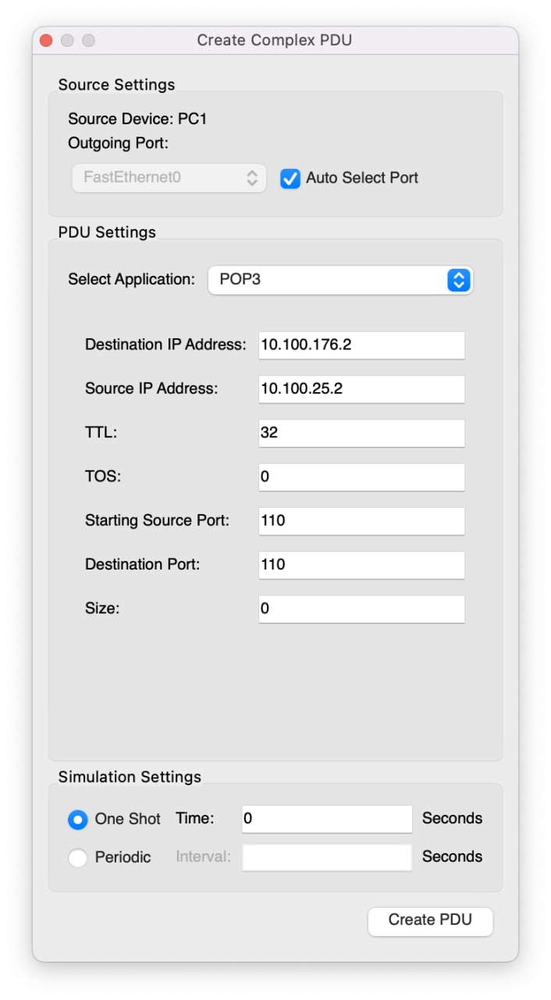 Create Complex PDU
Source Settings
Source Device: PC1
Outgoing Port:
FastEthernet0 Auto Select Port
PDU Settings
Select Application: POP3
Destination IP Address: 10.100.176.2
Source IP Address: 10.100.25.2
TTL: 32
TOS: 0
Starting Source Port: 110
Destination Port: 110
Size: 0
Simulation Settings
One Shot Time: 0 Seconds
Periodic Interval: Seconds
Create PDU